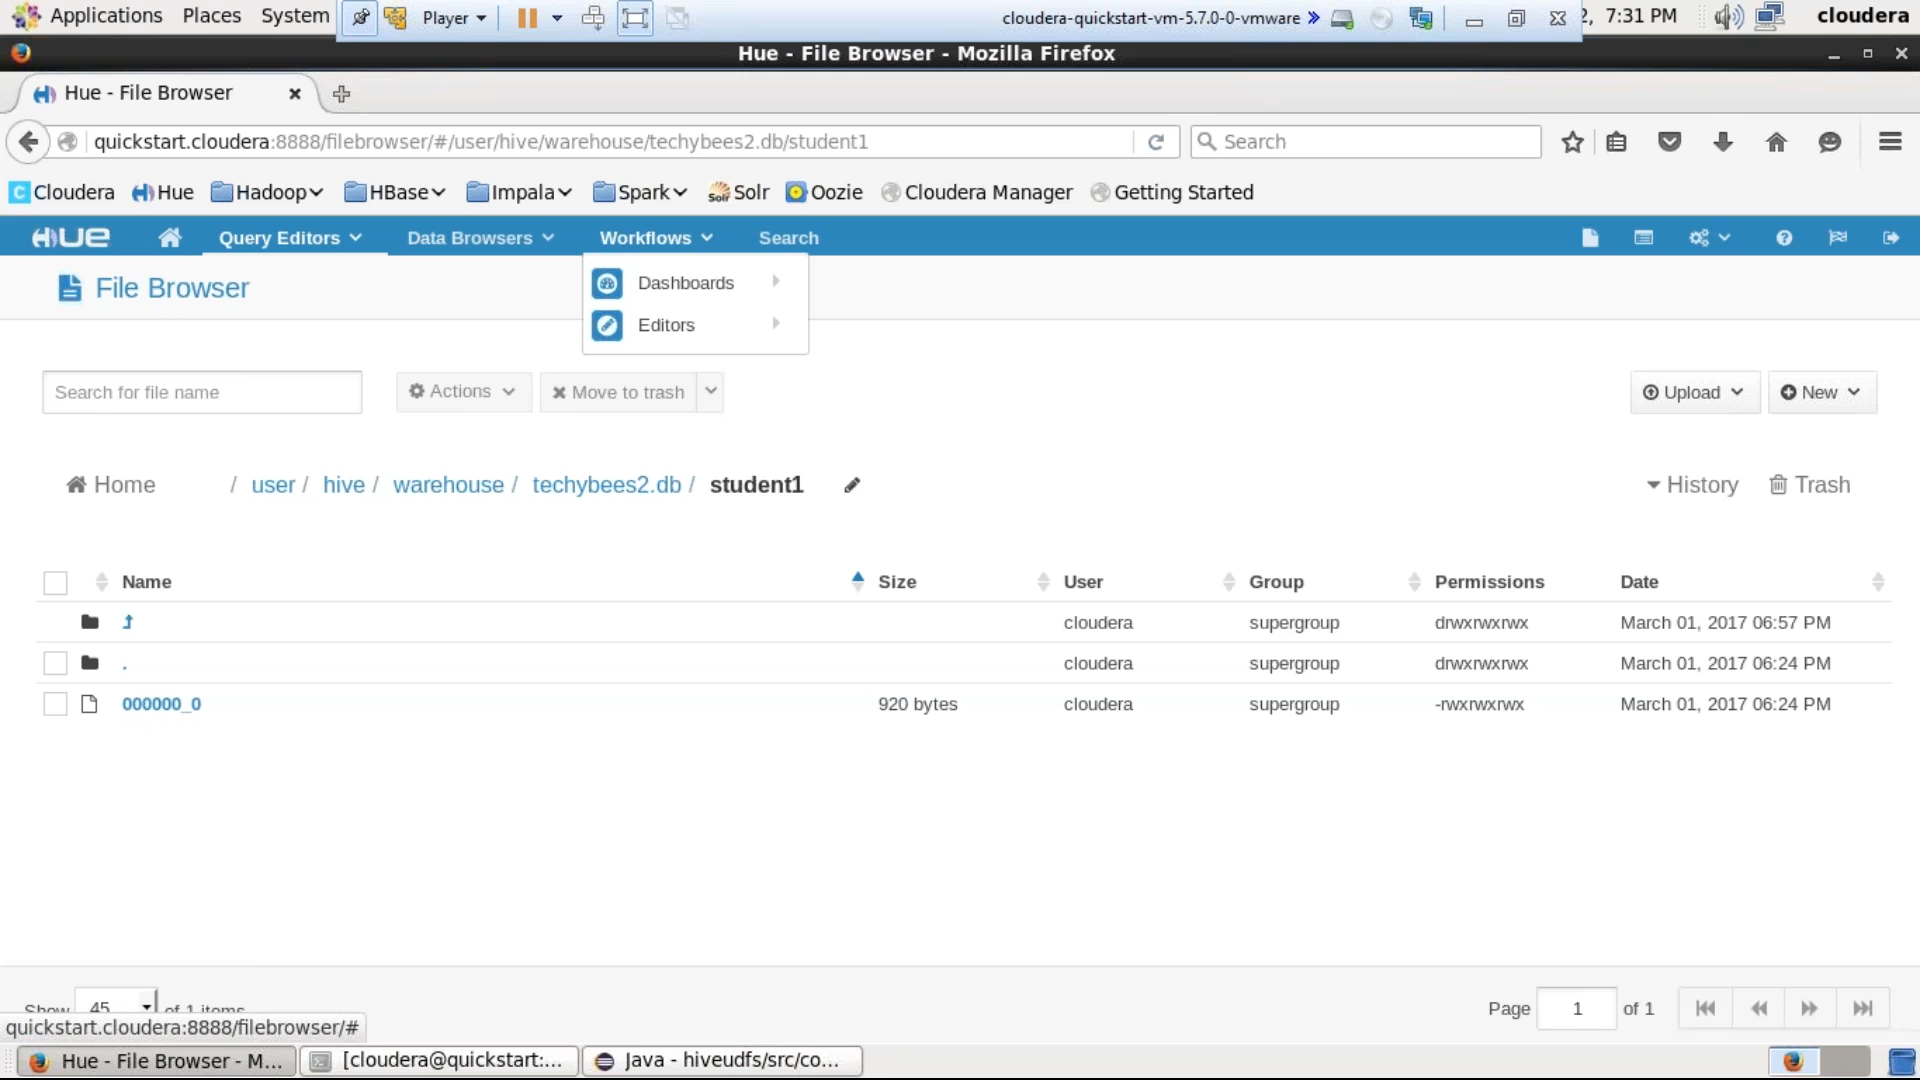 Applications Places System Player cloudera-quickstart-vm-5.7.0-0-vmware 2, 7:31 PM cloudera
Hue - File Browser - Mozilla Firefox
Hue - File Browser
quickstart.cloudera:8888/filebrowser/#/user/hive/warehouse/techybees2.db/student1 Search
Cloudera Hue Hadoop HBase Impala Spark Solr Oozie Cloudera Manager Getting Started
HUE Query Editors Data Browsers Workflows Search
Dashboards
File Browser
Editors
Search for file name Actions Move to trash Upload New
Home / user / hive / warehouse / techybees2.db / student1 History Trash
Name Size User Group Permissions Date
cloudera supergroup drwxrwxrwx March 01, 2017 06:57 PM
. cloudera supergroup drwxrwxrwx March 01, 2017 06:24 PM
000000_0 920 bytes cloudera supergroup -rwxrwxrwx March 01, 2017 06:24 PM
Show 45 of 1 items Page 1 of 1
quickstart.cloudera:8888/filebrowser/#
Hue - File Browser - M... [cloudera@quickstart:... Java - hiveudfs/src/co...